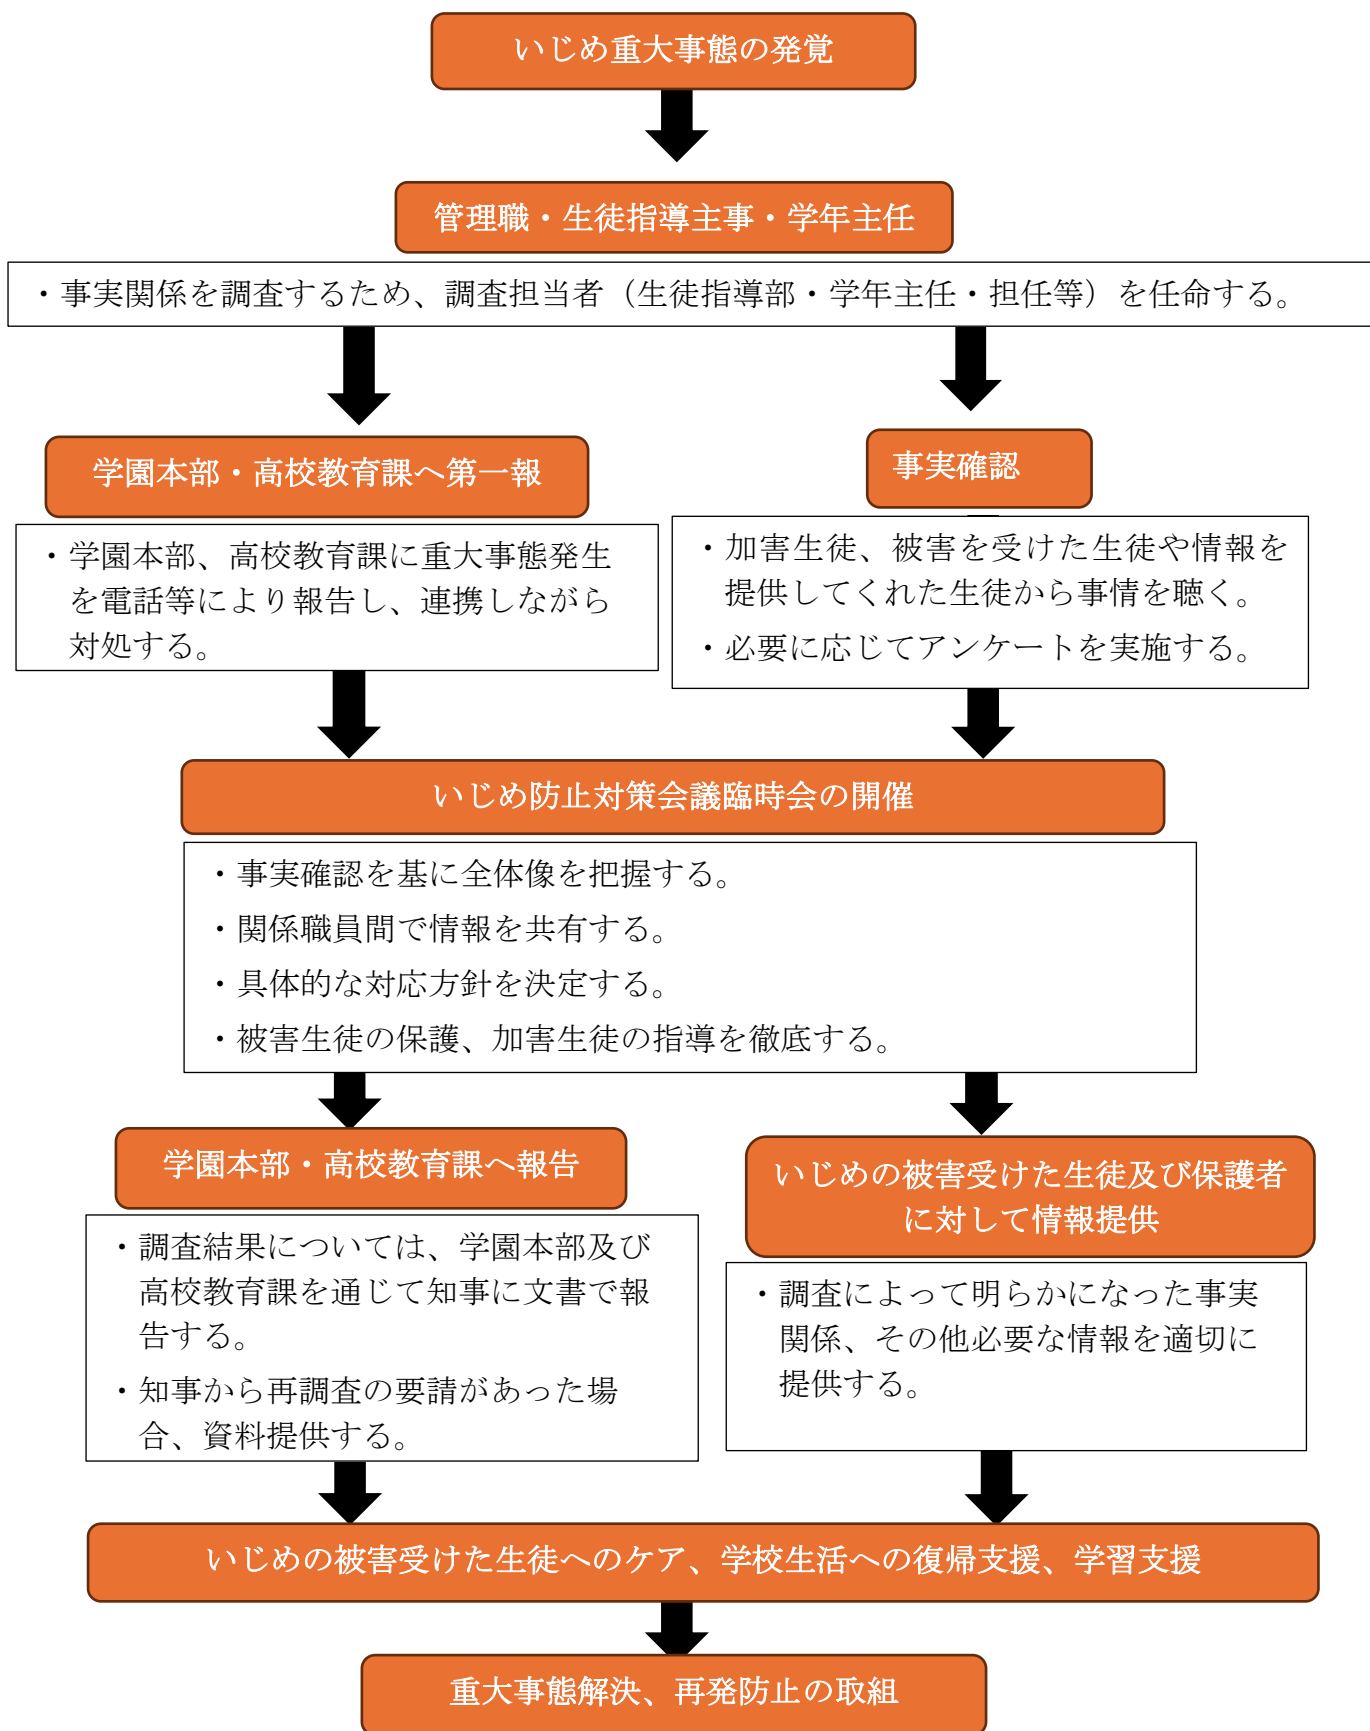 いじめ重大事態の発覚
管理職・生徒指導主事・学年主任
・事実関係を調査するため、調査担当者（生徒指導部・学年主任・担任等）を任命する。
学園本部・高校教育課へ第一報
・学園本部、高校教育課に重大事態発生
を電話等により報告し、連携しながら
対処する。
事実確認
・加害生徒、被害を受けた生徒や情報を
提供してくれた生徒から事情を聴く。
・必要に応じてアンケートを実施する。
いじめ防止対策会議臨時会の開催
・事実確認を基に全体像を把握する。
・関係職員間で情報を共有する。
・具体的な対応方針を決定する。
・被害生徒の保護、加害生徒の指導を徹底する。
学園本部・高校教育課へ報告
・調査結果については、学園本部及び
高校教育課を通じて知事に文書で報
告する。
・知事から再調査の要請があった場
合、資料提供する。
いじめの被害受けた生徒及び保護者
に対して情報提供
・調査によって明らかになった事実
関係、その他必要な情報を適切に
提供する。
いじめの被害受けた生徒へのケア、学校生活への復帰支援、学習支援
重大事態解決、再発防止の取組